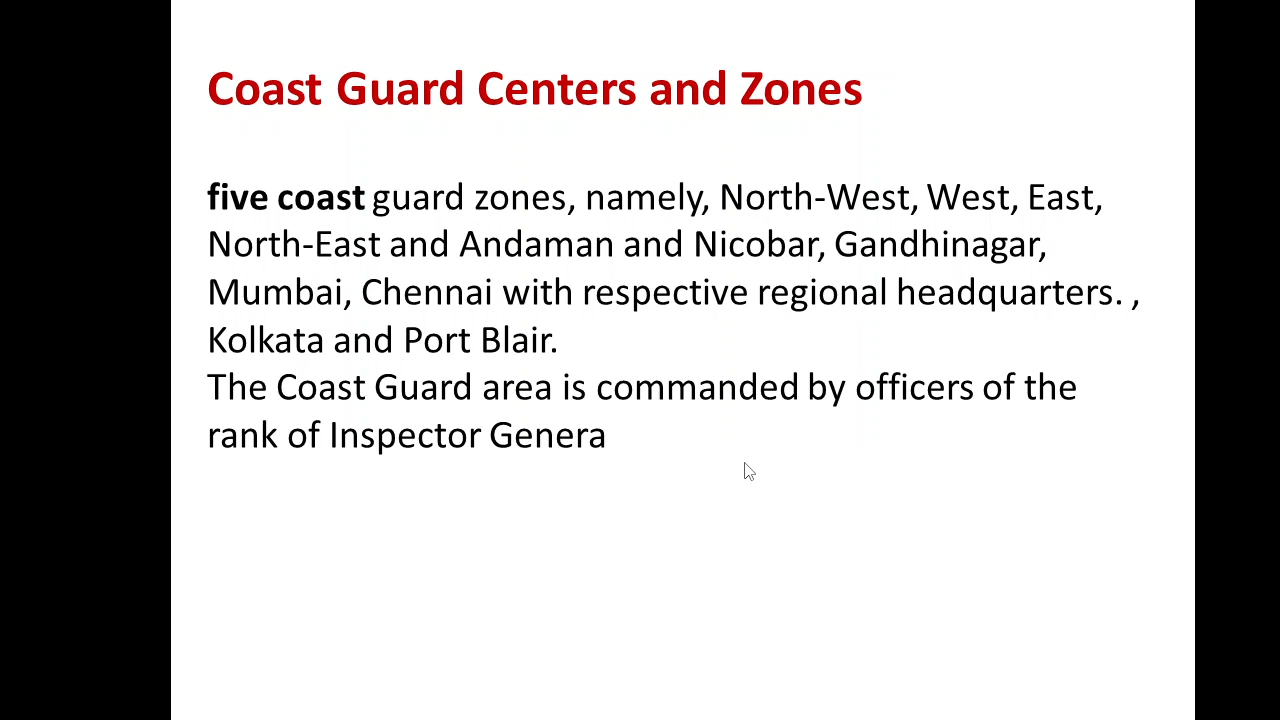 Coast Guard Centers and Zones
five coast guard zones, namely, North-West, West, East,
North-East and Andaman and Nicobar, Gandhinagar,
Mumbai, Chennai with respective regional headquarters. ,
Kolkata and Port Blair.
The Coast Guard area is commanded by officers of the
rank of Inspector Genera